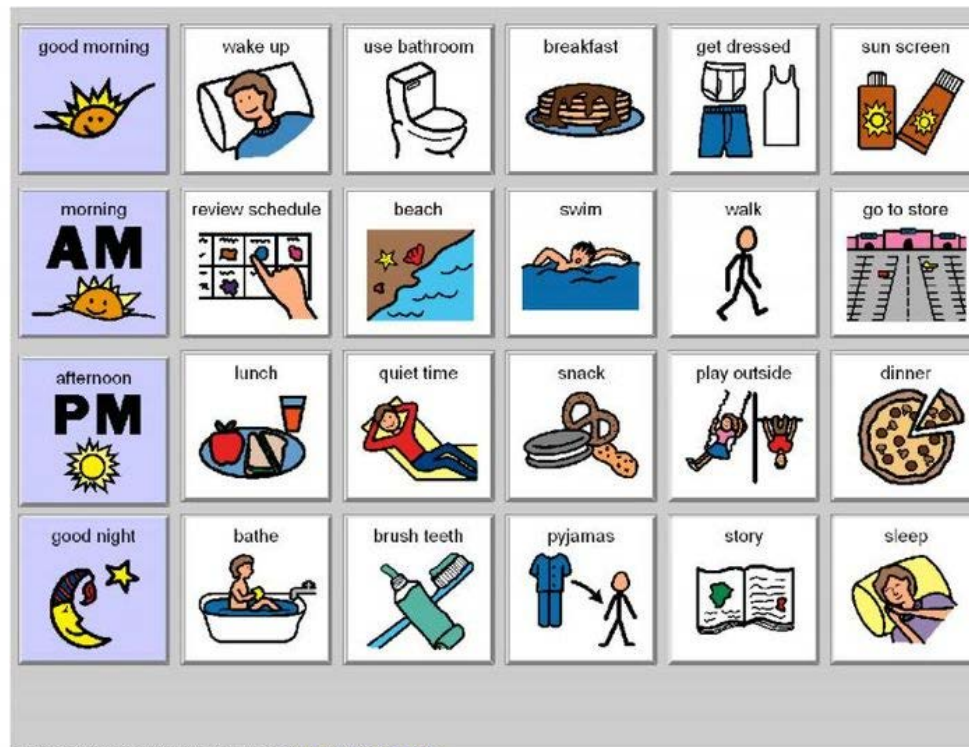 good morning
wake up
use bathroom
breakfast
get dressed
sun screen
morning
AM
review schedule
beach
swim
walk
go to store
afternoon
PM
lunch
quiet time
snack
play outside
dinner
good night
bathe
brush teeth
pyjamas
story
sleep